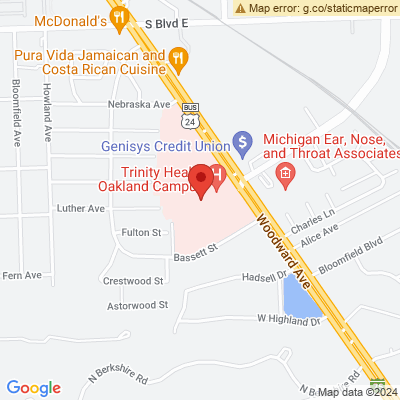 Map error: g.co/staticmaperror
S Blvd E
McDonald's
Pura Vida Jamaican and
Costa Rican Cuisine
Bloomfield Ave
Howland Ave
Nebraska Ave
BUS
24
Genisys Credit Union
Michigan Ear, Nose,
and Throat Associates
Trinity Heal
H
Oakland Campu
Luther Ave
Woodward Ave
Charles Ln
Alice Ave
Fulton St
Bassett St
Bloomfield Blvd
Fern Ave
Crestwood St
Hadsell Dr
Astorwood St
W Highland Dr
N Berkshire Rd
N Berkshire Rd
Google
Map data ©2024